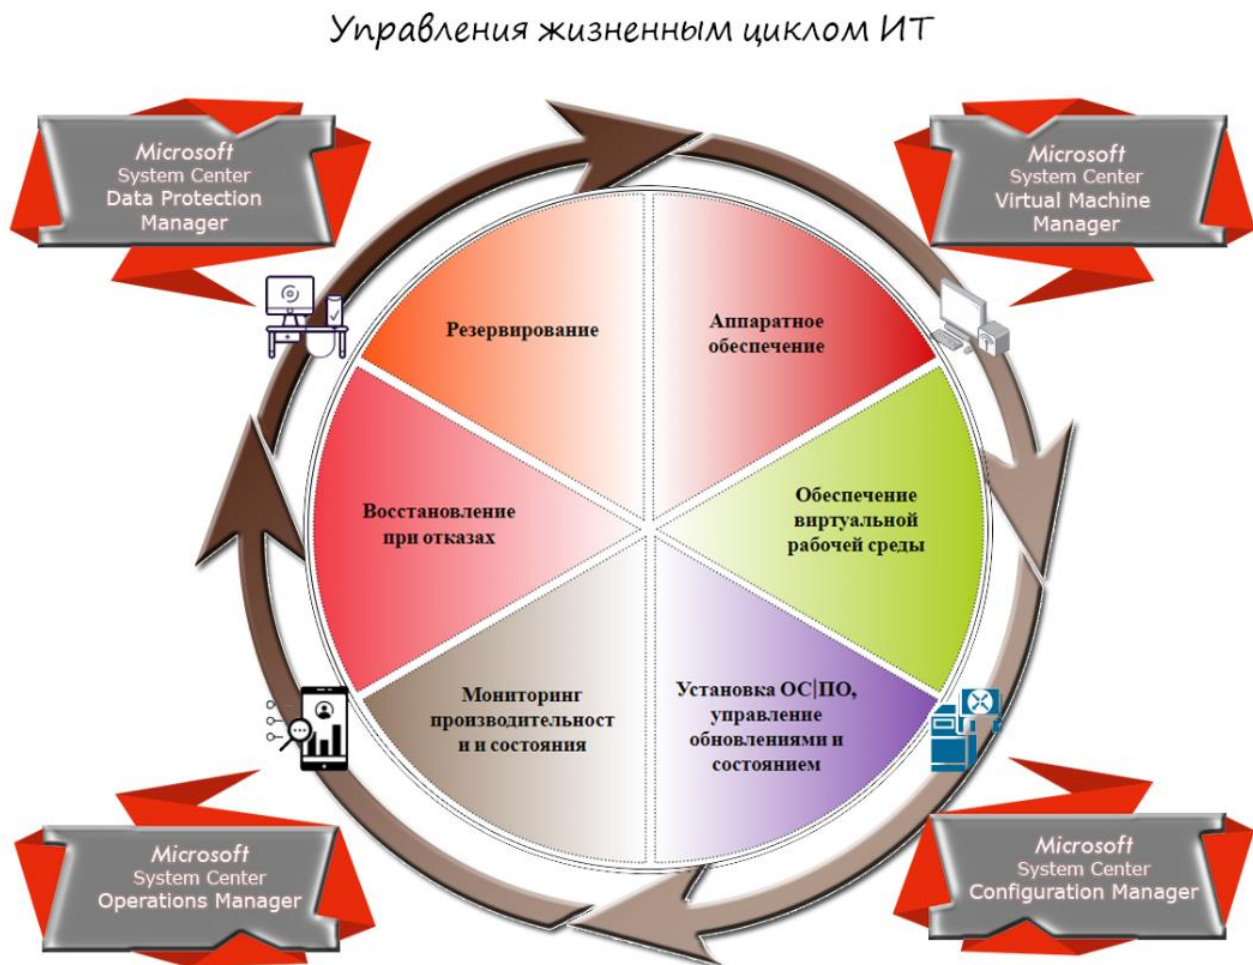 Управления жизненным циклом ИТ
Microsoft
System Center
Data Protection
Manager
Microsoft
System Center
Virtual Machine
Manager
Резервирование
Аппаратное
обеспечение
Восстановление
при отказах
Обеспечение
виртуальной
рабочей среды
Мониторинг
производительност
и и состояния
Установка ОС|ПО,
управление
обновлениями и
состоянием
Microsoft
System Center
Operations Manager
Microsoft
System Center
Configuration Manager